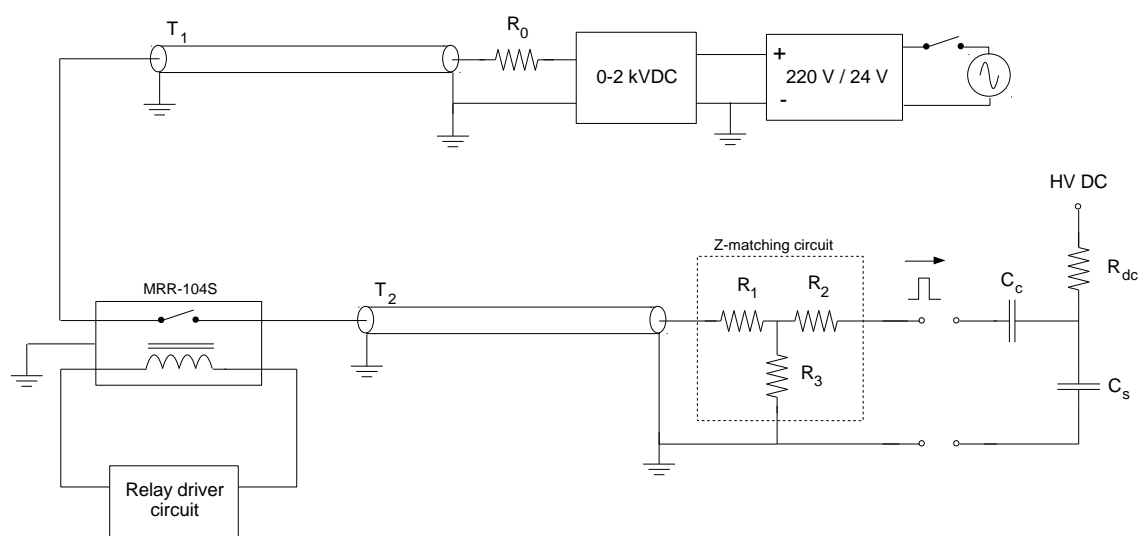 T1
R0
0-2 kVDC
+
-
220 V / 24 V
HV DC
Z-matching circuit
Rdc
MRR-104S
T2
R1
R2
Cc
R3
Cs
Relay driver
circuit